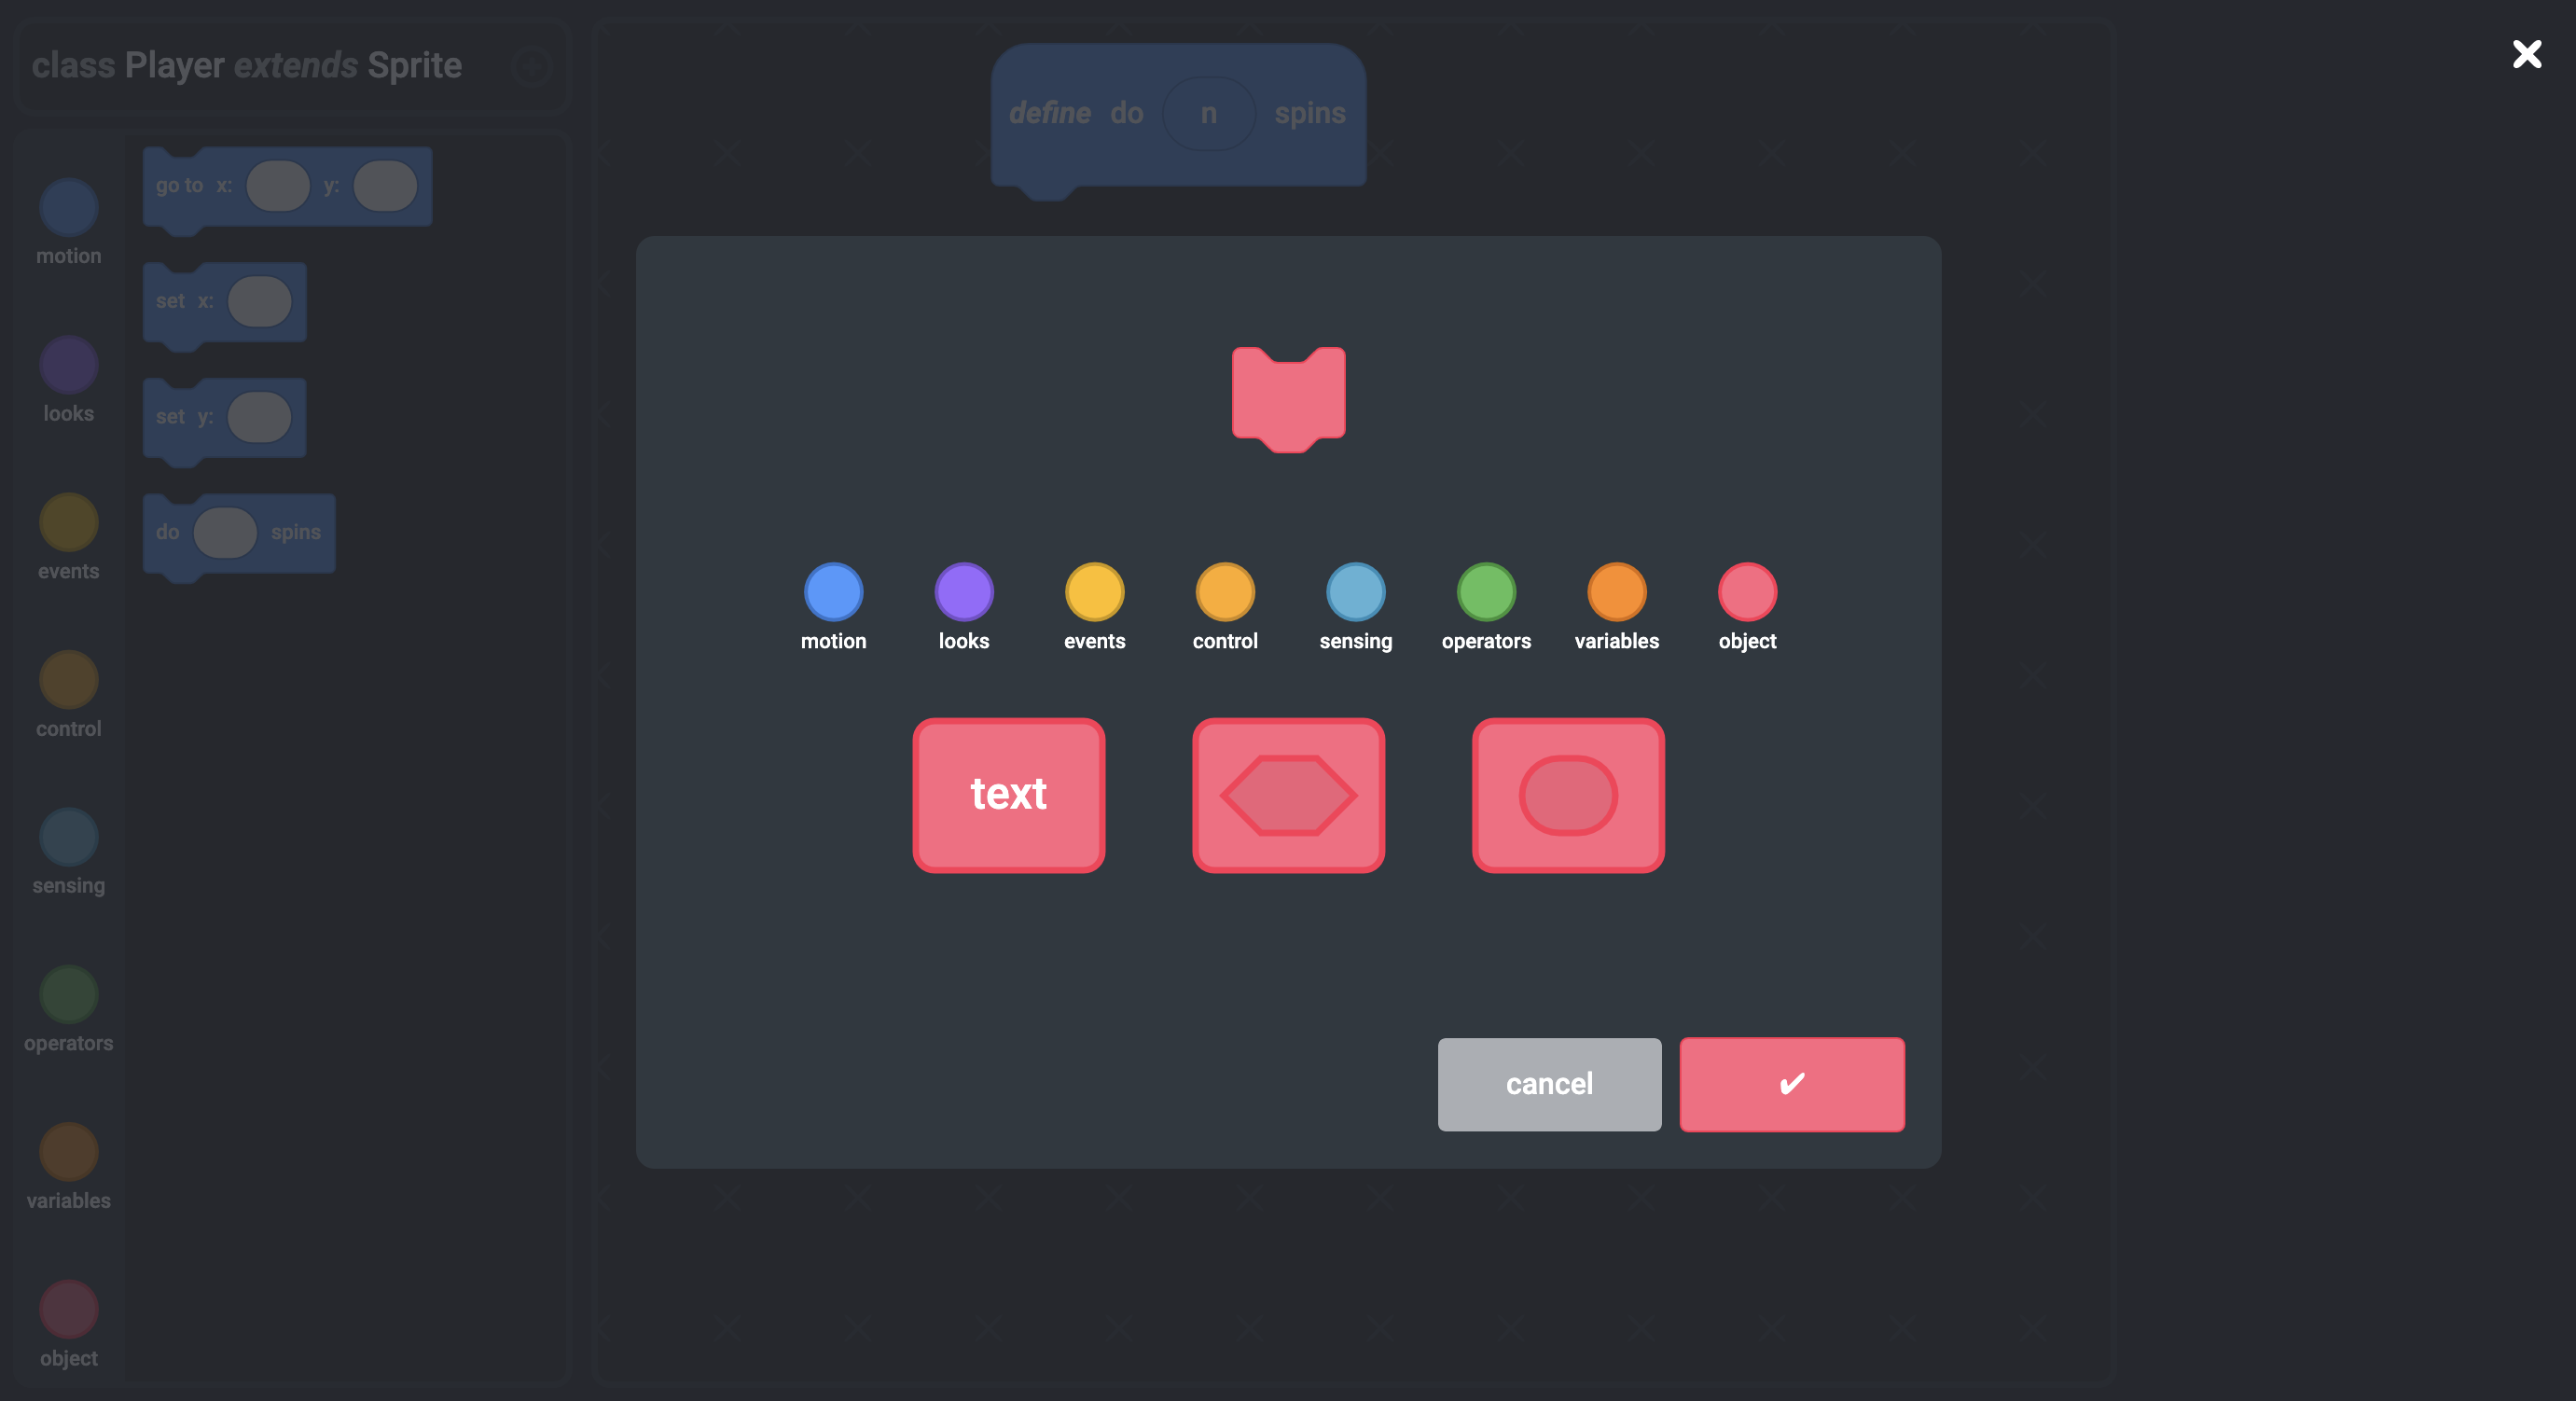 class Player extends Sprite
define do n spins
go to x: y:
set x:
set y:
do spins
motion
looks
events
control
sensing
operators
variables
object
motion looks events control sensing operators variables object
text
cancel ✔